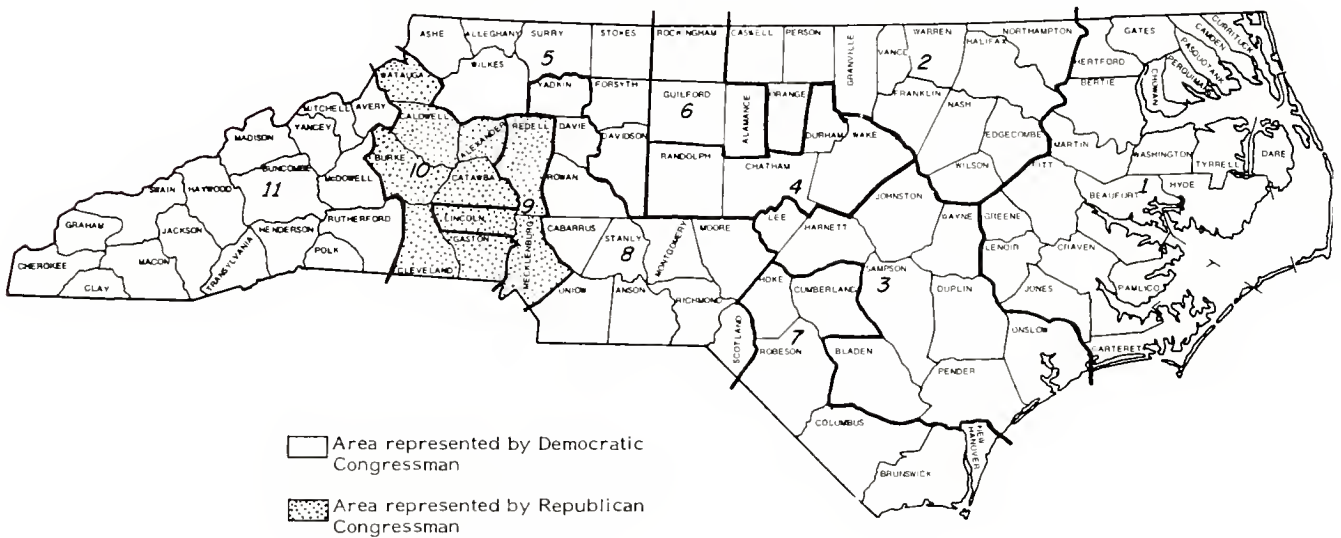 ASHE
ALLEGHANY
SURRY
STOKES
ROCKINGHAM
CASWELL
PERSON
GRANVILLE
VANCE
WARREN
HALIFAX
NORTHAMPTON
GATES
CURRITUCK
CAMDEN
PASQUOTANK
PERQUIMANS
CHOWAN
HERTFORD
BERTIE
WATAUGA
WILKES
5
YADKIN
FORSYTH
GUILFORD
6
ALAMANCE
ORANGE
DURHAM
WAKE
2
FRANKLIN
NASH
EDGECOMBE
MARTIN
WASHINGTON
TYRRELL
DARE
MITCHELL
AVERY
CALDWELL
ALEXANDER
IREDELL
DAVIE
DAVIDSON
RANDOLPH
CHATHAM
4
WILSON
PITT
BEAUFORT
1
HYDE
MADISON
YANCEY
BURKE
10
CATAWBA
ROWAN
JOHNSTON
WAYNE
GREENE
BUNCOMBE
McDOWELL
SWAIN
HAYWOOD
11
RUTHERFORD
LINCOLN
9
CABARRUS
STANLY
MONTGOMERY
MOORE
LEE
HARNETT
LENOIR
CRAVEN
GRAHAM
JACKSON
HENDERSON
POLK
CLEVELAND
GASTON
MECKLENBURG
8
CHEROKEE
MACON
CLAY
TRANSYLVANIA
UNION
ANSON
RICHMOND
HOKE
CUMBERLAND
SAMPSON
3
DUPLIN
JONES
PAMLICO
SCOTLAND
7
ROBESON
BLADEN
ONSLOW
CARTERET
PENDER
COLUMBUS
NEW
HANOVER
BRUNSWICK
Area represented by Democratic
Congressman
Area represented by Republican
Congressman